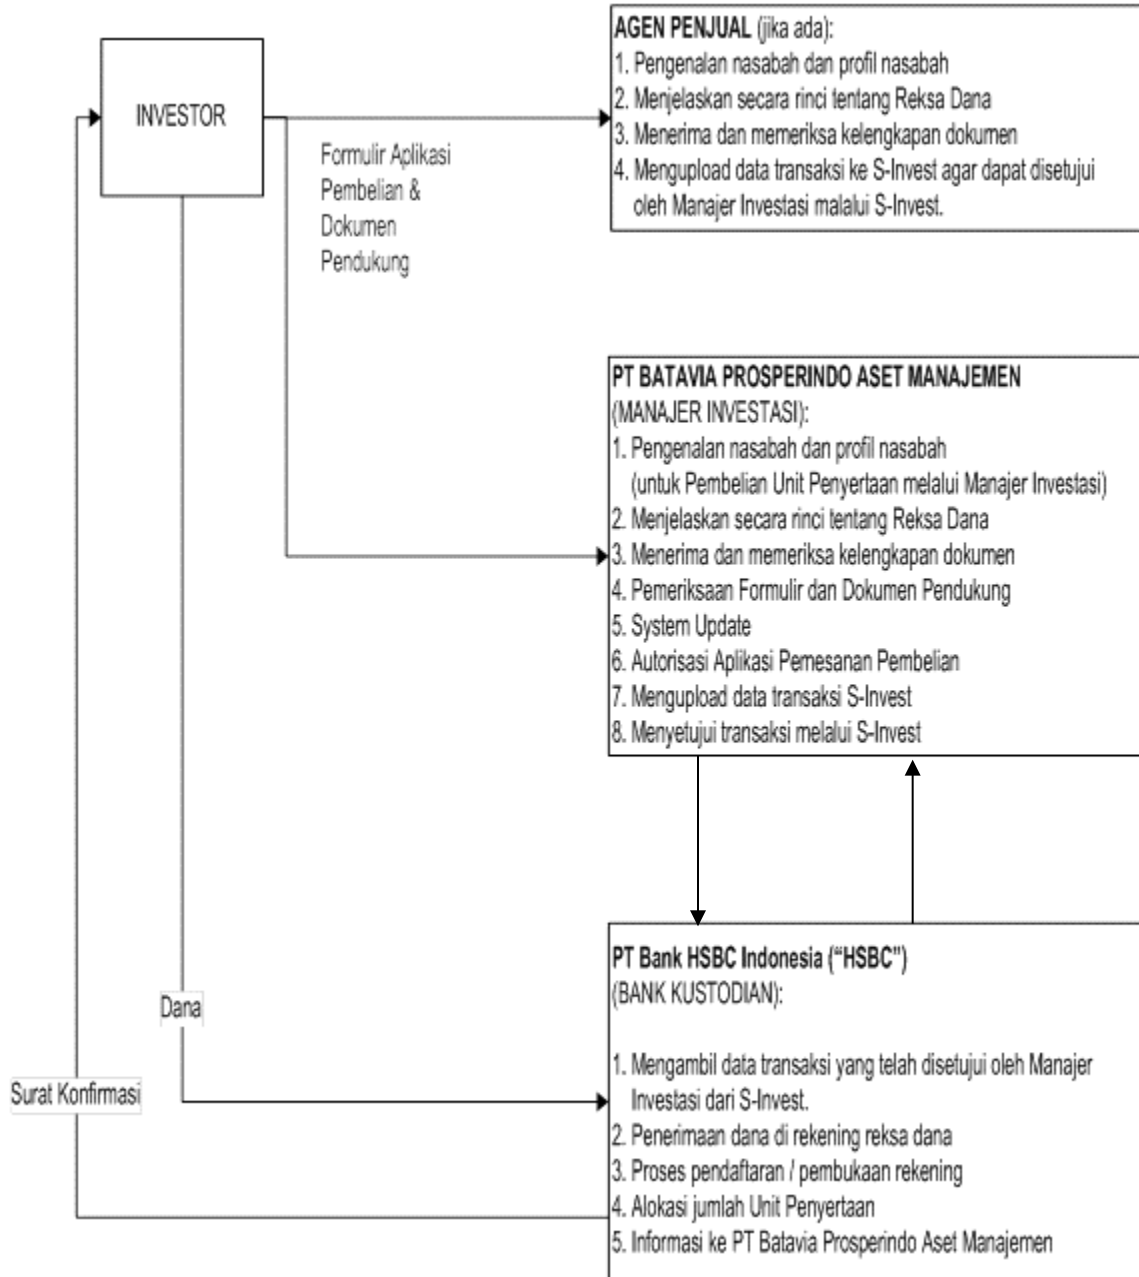 INVESTOR
Formulir Aplikasi
Pembelian &
Dokumen
Pendukung
AGEN PENJUAL (jika ada):
1. Pengenalan nasabah dan profil nasabah
2. Menjelaskan secara rinci tentang Reksa Dana
3. Menerima dan memeriksa kelengkapan dokumen
4. Mengupload data transaksi ke S-Invest agar dapat disetujui
oleh Manajer Investasi malalui S-Invest.
PT BATAVIA PROSPERINDO ASET MANAJEMEN
(MANAJER INVESTASI):
1. Pengenalan nasabah dan profil nasabah
(untuk Pembelian Unit Penyertaan melalui Manajer Investasi)
2. Menjelaskan secara rinci tentang Reksa Dana
3. Menerima dan memeriksa kelengkapan dokumen
4. Pemeriksaan Formulir dan Dokumen Pendukung
5. System Update
6. Autorisasi Aplikasi Pemesanan Pembelian
7. Mengupload data transaksi S-Invest
8. Menyetujui transaksi melalui S-Invest
PT Bank HSBC Indonesia (“HSBC”)
(BANK KUSTODIAN):
1. Mengambil data transaksi yang telah disetujui oleh Manajer
Investasi dari S-Invest.
2. Penerimaan dana di rekening reksa dana
3. Proses pendaftaran / pembukaan rekening
4. Alokasi jumlah Unit Penyertaan
5. Informasi ke PT Batavia Prosperindo Aset Manajemen
Dana
Surat Konfirmasi